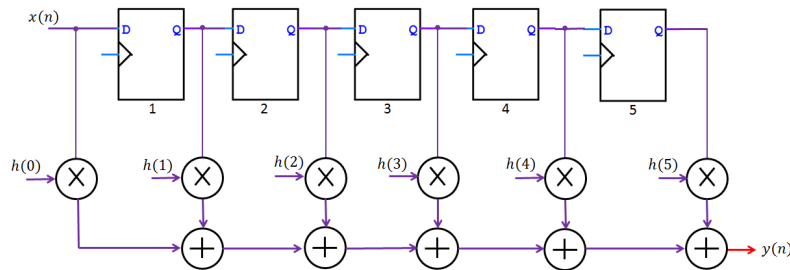 x(n)
D Q D Q D Q D Q D Q
1 2 3 4 5
h(0) h(1) h(2) h(3) h(4) h(5)
y(n)